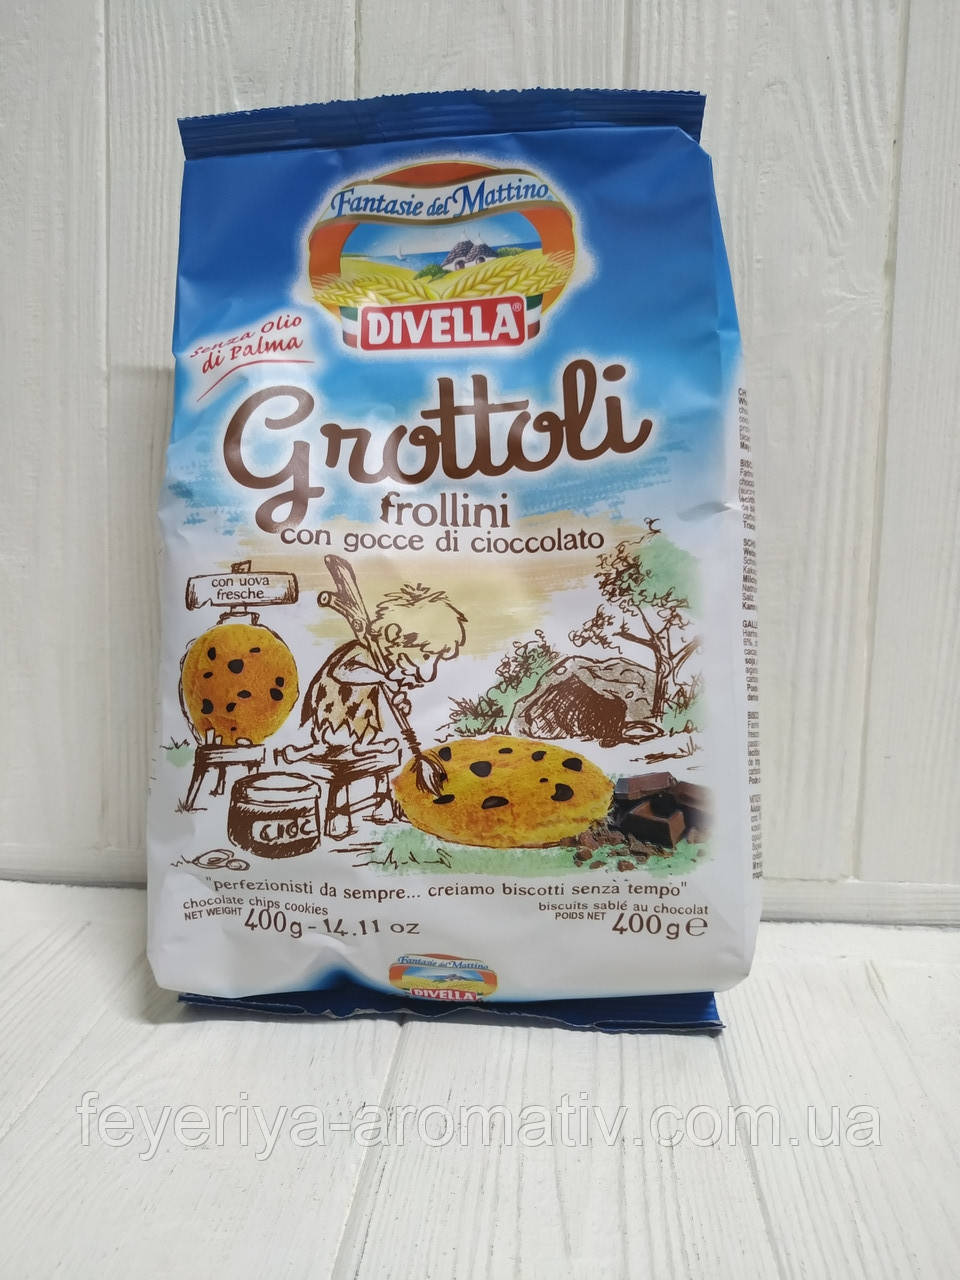 Fantasie del Mattino
DIVELLA®
Senza Olio
di Palma
Grottoli
frollini
con gocce di cioccolato
con uova
fresche
CIOC
"perfezionisti da sempre... creiamo biscotti senza tempo"
chocolate chips cookies
NET WEIGHT 400g - 14.11 oz
biscuits sablé au chocolat
POIDS NET 400g e
Fantasie del Mattino
DIVELLA
feyeriya-aromativ.com.ua